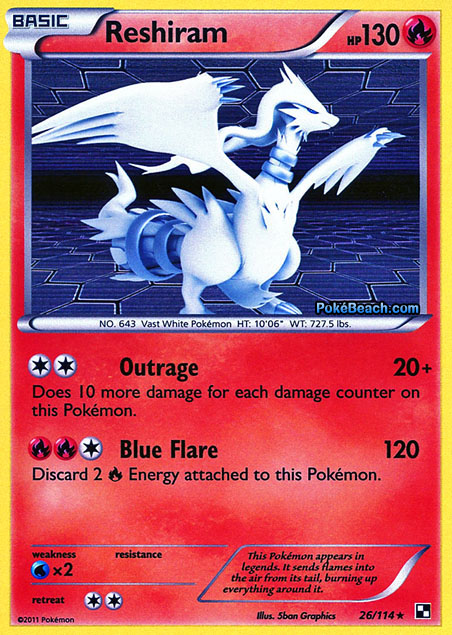 BASIC
Reshiram
HP 130
PokéBeach.com
NO. 643 Vast White Pokémon HT: 10'06" WT: 727.5 lbs.
Outrage 20+
Does 10 more damage for each damage counter on
this Pokémon.
Blue Flare 120
Discard 2 Energy attached to this Pokémon.
weakness resistance
×2
retreat
This Pokémon appears in
legends. It sends flames into
the air from its tail, burning up
everything around it.
©2011 Pokémon
Illus. 5ban Graphics
26/114★